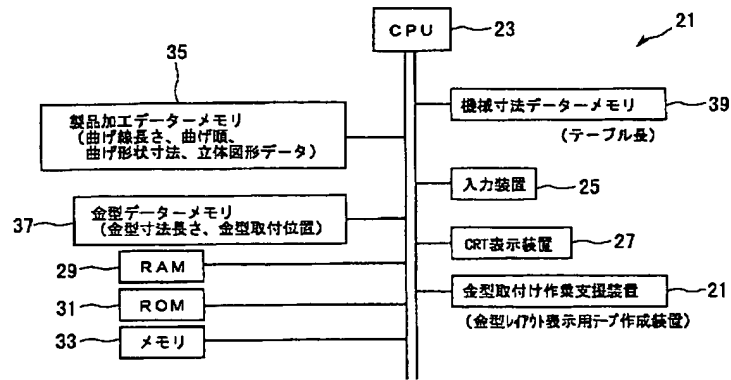 CPU
23
21
35
製品加工データーメモリ
(曲げ線長さ、曲げ順、
曲げ形状寸法、立体図形データ)
機械寸法データーメモリ
39
(テーブル長)
入力装置
25
37
金型データーメモリ
(金型寸法長さ、金型取付位置)
CRT表示装置
27
29
RAM
金型取付け作業支援装置
21
(金型レイアウト表示用テープ作成装置)
31
ROM
33
メモリ